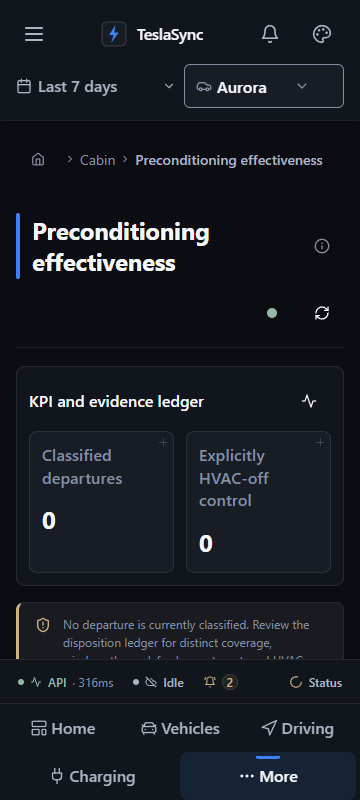 TeslaSync
Last 7 days
Aurora
Cabin
Preconditioning effectiveness
Preconditioning
effectiveness
KPI and evidence ledger
Classified
departures
0
Explicitly
HVAC-off
control
0
No departure is currently classified. Review the
disposition ledger for distinct coverage,
API · 316ms
Idle
2
Status
Home
Vehicles
Driving
Charging
More